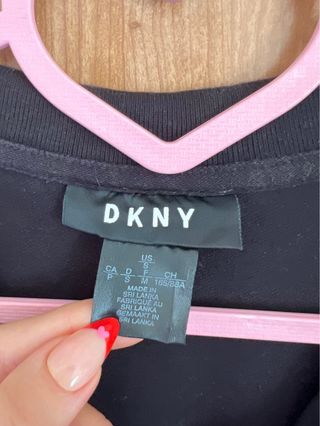 DKNY
US
S
CA D F CH
P S M 165/88A
MADE IN
SRI LANKA
FABRIQUÉ AU
SRI LANKA
GEMAAKT IN
SRI LANKA